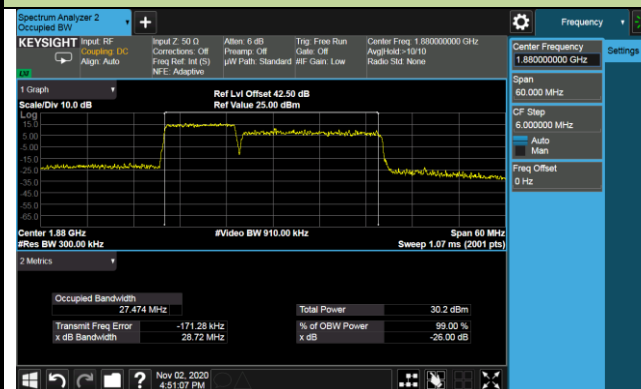 Spectrum Analyzer 2
Occupied BW
+
Frequency
KEYSIGHT
Input: RF
Coupling: DC
Align: Auto
Input Z: 50 Ω
Corrections: Off
Freq Ref: Int (S)
NFE: Adaptive
Atten: 6 dB
Preamp: Off
µW Path: Standard
Trig: Free Run
Gate: Off
#IF Gain: Low
Center Freq: 1.880000000 GHz
Avg|Hold:>10/10
Radio Std: None
Center Frequency
1.880000000 GHz
Settings
Span
60.000 MHz
CF Step
6.000000 MHz
Auto
Man
Freq Offset
0 Hz
1 Graph
Scale/Div 10.0 dB
Ref Lvl Offset 42.50 dB
Ref Value 25.00 dBm
Log
15.0
5.00
-5.00
-15.0
-25.0
-35.0
-45.0
-55.0
-65.0
Center 1.88 GHz
#Video BW 910.00 kHz
Span 60 MHz
#Res BW 300.00 kHz
Sweep 1.07 ms (2001 pts)
2 Metrics
Occupied Bandwidth
27.474 MHz
Total Power
30.2 dBm
Transmit Freq Error
-171.28 kHz
% of OBW Power
99.00 %
x dB Bandwidth
28.72 MHz
x dB
-26.00 dB
?
Nov 02, 2020
4:51:07 PM